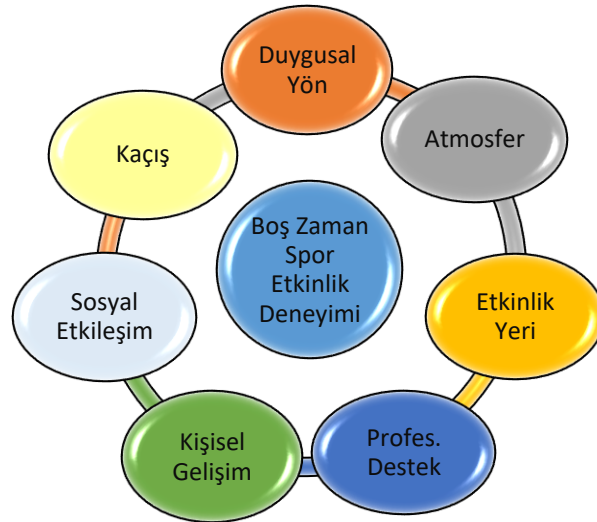 Duygusal
Yön
Atmosfer
Etkinlik
Yeri
Profes.
Destek
Kişisel
Gelişim
Sosyal
Etkileşim
Kaçış
Boş Zaman
Spor
Etkinlik
Deneyimi